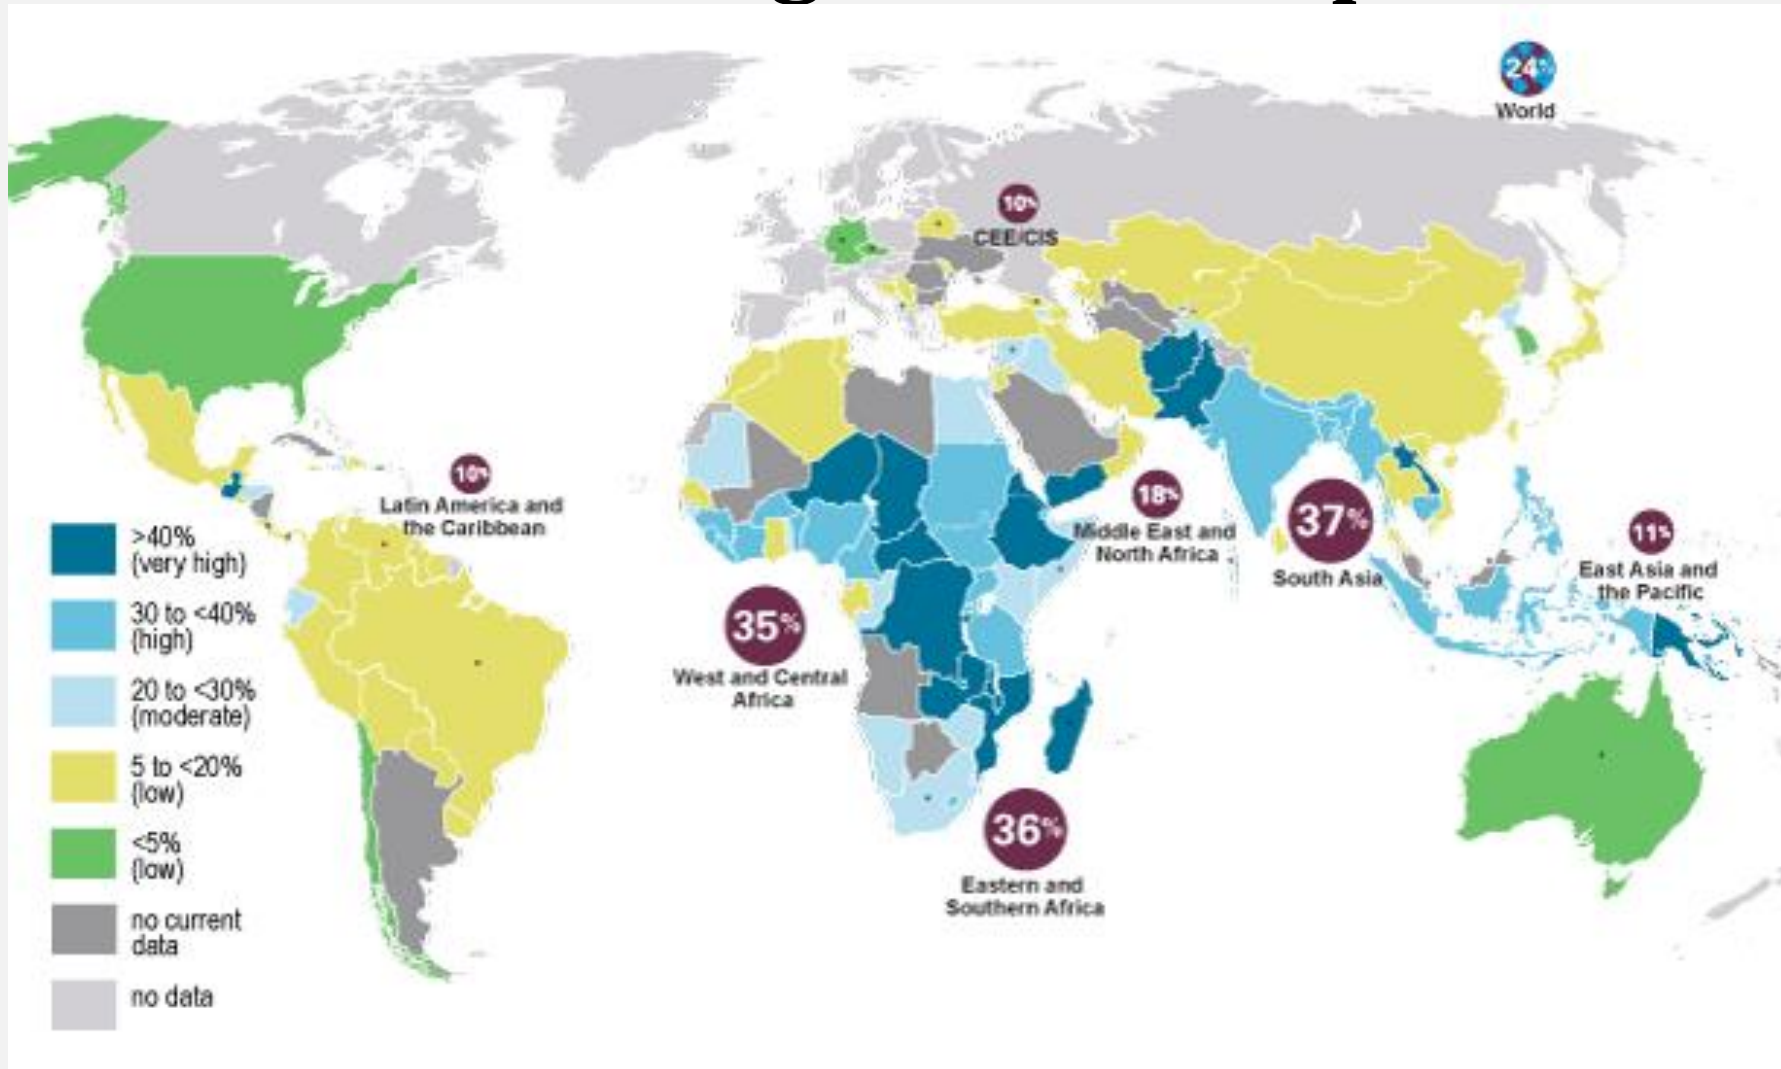 24%
World
10%
CEE/CIS
10%
Latin America and
the Caribbean
18%
Middle East and
North Africa
37%
South Asia
11%
East Asia and
the Pacific
35%
West and Central
Africa
36%
Eastern and
Southern Africa
>40%
(very high)
30 to <40%
(high)
20 to <30%
(moderate)
5 to <20%
(low)
<5%
(low)
no current
data
no data